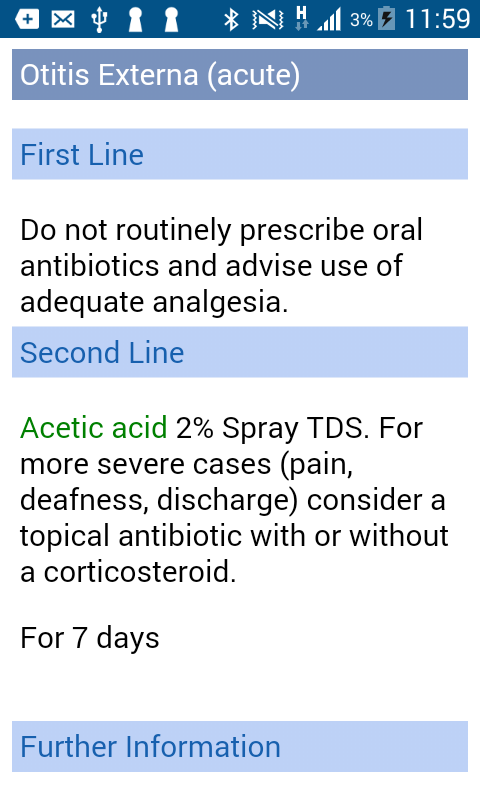 H 3% 11:59
Otitis Externa (acute)
First Line
Do not routinely prescribe oral
antibiotics and advise use of
adequate analgesia.
Second Line
Acetic acid 2% Spray TDS. For
more severe cases (pain,
deafness, discharge) consider a
topical antibiotic with or without
a corticosteroid.
For 7 days
Further Information